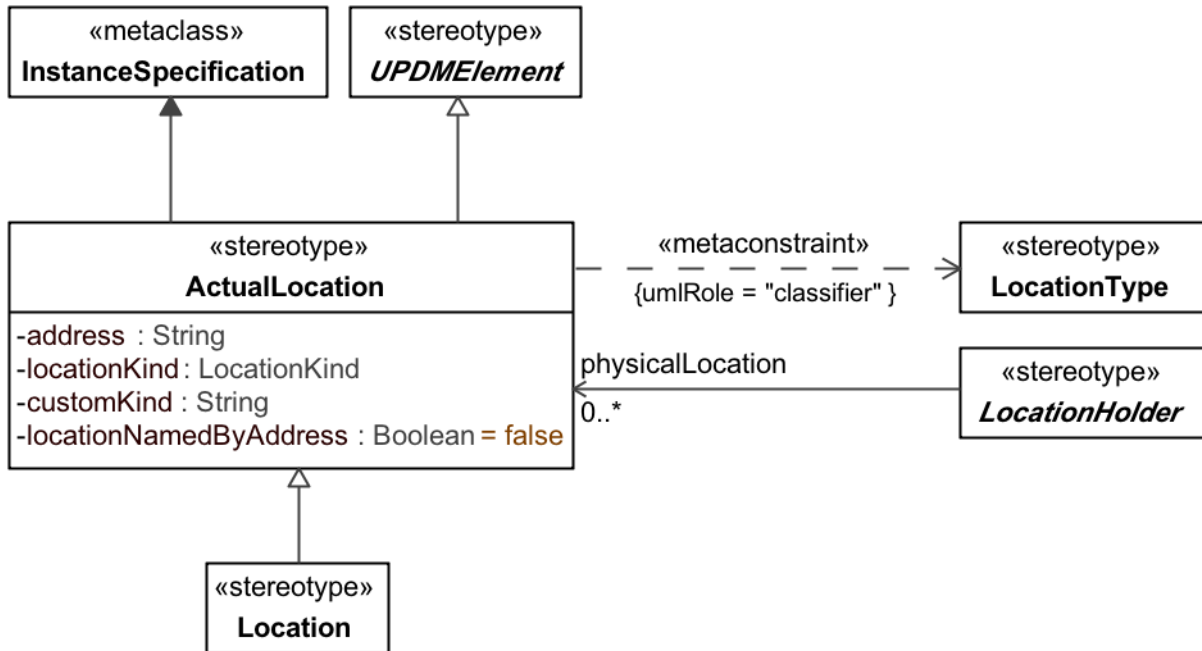 «metaclass»
InstanceSpecification
«stereotype»
UPDMElement
«stereotype»
ActualLocation
-address : String
-locationKind : LocationKind
-customKind : String
-locationNamedByAddress : Boolean = false
«metaconstraint»
{umlRole = "classifier" }
«stereotype»
LocationType
physicalLocation
0..*
«stereotype»
LocationHolder
«stereotype»
Location